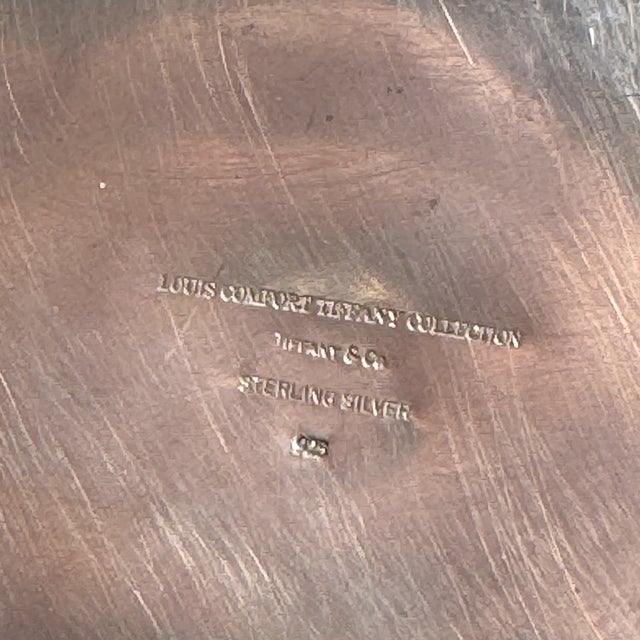 LOUIS COMFORT TIFFANY COLLECTION
TIFFANY & CO
STERLING SILVER
925